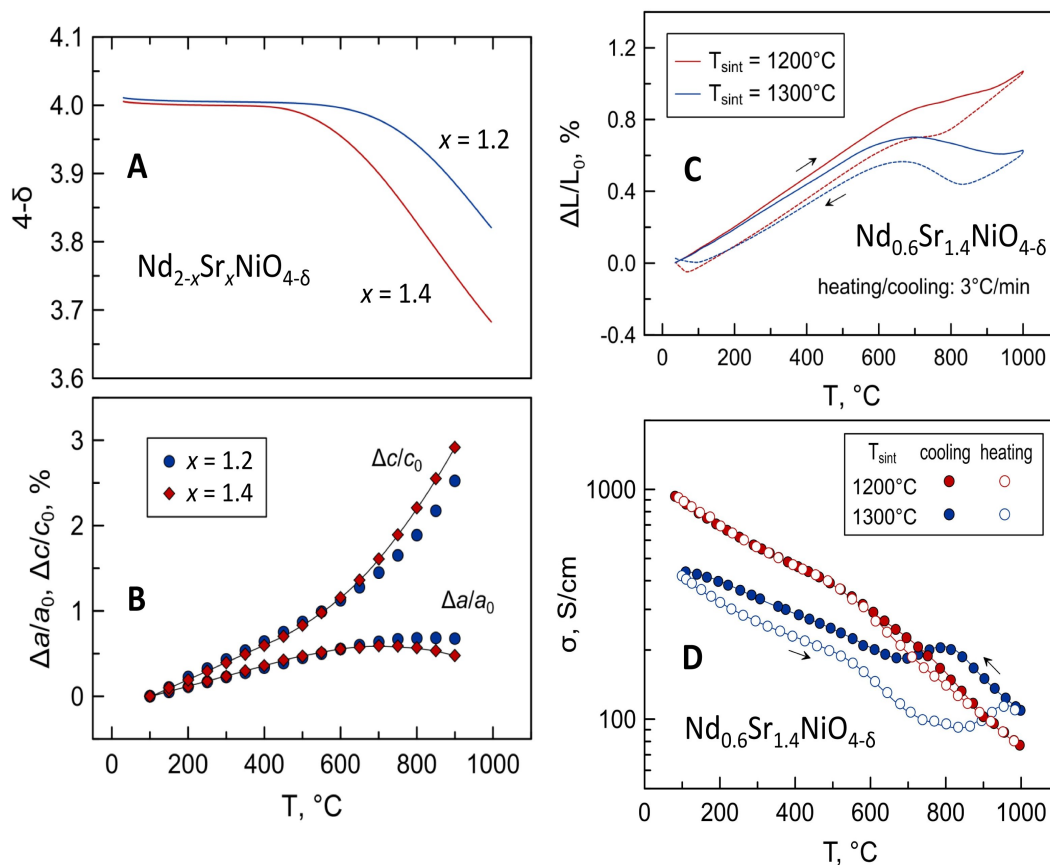 4.1
4.0
3.9
3.8
3.7
3.6
4-δ
A
x = 1.2
x = 1.4
Nd2-xSrxNiO4-δ
3
2
1
0
Δa/a0, Δc/c0, %
x = 1.2
x = 1.4
Δc/c0
Δa/a0
B
200 400 600 800 1000
T, °C
1.2
0.8
0.4
0.0
-0.4
ΔL/L0, %
Tsint = 1200°C
Tsint = 1300°C
C
Nd0.6Sr1.4NiO4-δ
heating/cooling: 3°C/min
0 200 400 600 800 1000
T, °C
1000
100
σ, S/cm
Tsint cooling heating
1200°C
1300°C
D
Nd0.6Sr1.4NiO4-δ
0 200 400 600 800 1000
T, °C